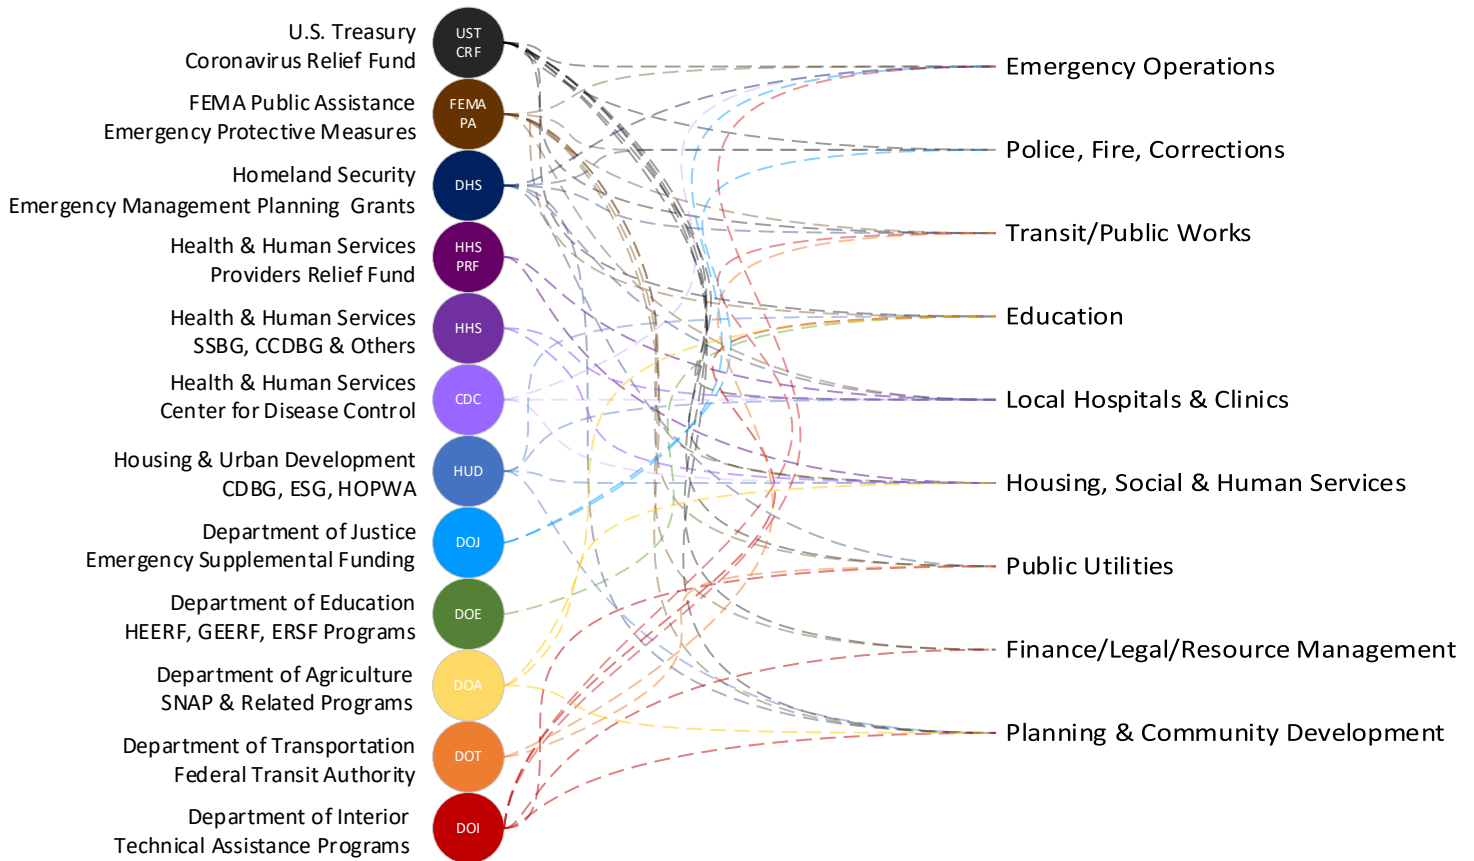 U.S. Treasury
Coronavirus Relief Fund
UST
CRF
FEMA Public Assistance
Emergency Protective Measures
FEMA
PA
Homeland Security
Emergency Management Planning Grants
DHS
Health & Human Services
Providers Relief Fund
HHS
PRF
Health & Human Services
SSBG, CCDBG & Others
HHS
Health & Human Services
Center for Disease Control
CDC
Housing & Urban Development
CDBG, ESG, HOPWA
HUD
Department of Justice
Emergency Supplemental Funding
DOJ
Department of Education
HEERF, GEERF, ERSF Programs
DOE
Department of Agriculture
SNAP & Related Programs
DOA
Department of Transportation
Federal Transit Authority
DOT
Department of Interior
Technical Assistance Programs
DOI
Emergency Operations
Police, Fire, Corrections
Transit/Public Works
Education
Local Hospitals & Clinics
Housing, Social & Human Services
Public Utilities
Finance/Legal/Resource Management
Planning & Community Development